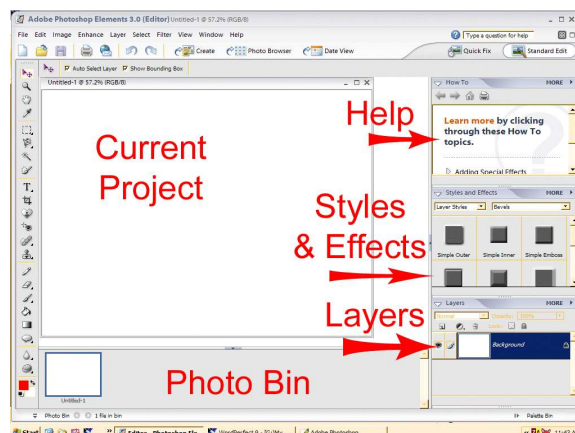 Adobe Photoshop Elements 3.0 (Editor) Untitled-1 @ 57.2% (RGB/8)
File Edit Image Enhance Layer Select Filter View Window Help
Type a question for help
Create Photo Browser Date View
Quick Fix Standard Edit
Auto Select Layer Show Bounding Box
Untitled-1 @ 57.2% (RGB/8)
How To MORE
Help
Learn more by clicking
through these How To
topics.
Adding Special Effects
Current
Project
Styles and Effects MORE
Layer Styles Bevels
Styles
& Effects
Simple Outer Simple Inner Simple Emboss
Layers MORE
Normal Opacity: 100%
Lock:
Layers
Background
Photo Bin
Untitled-1
Photo Bin 1 file in bin
Palette Bin
Start
Adobe Photoshop
11:43 A